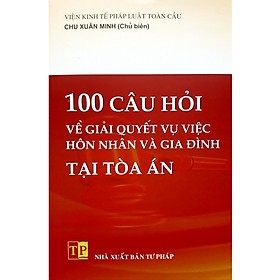 VIỆN KINH TẾ PHÁP LUẬT TOÀN CẦU
CHU XUÂN MINH (Chủ biên)
100 CÂU HỎI
VỀ GIẢI QUYẾT VỤ VIỆC
HÔN NHÂN VÀ GIA ĐÌNH
TẠI TÒA ÁN
TP
NHÀ XUẤT BẢN TƯ PHÁP